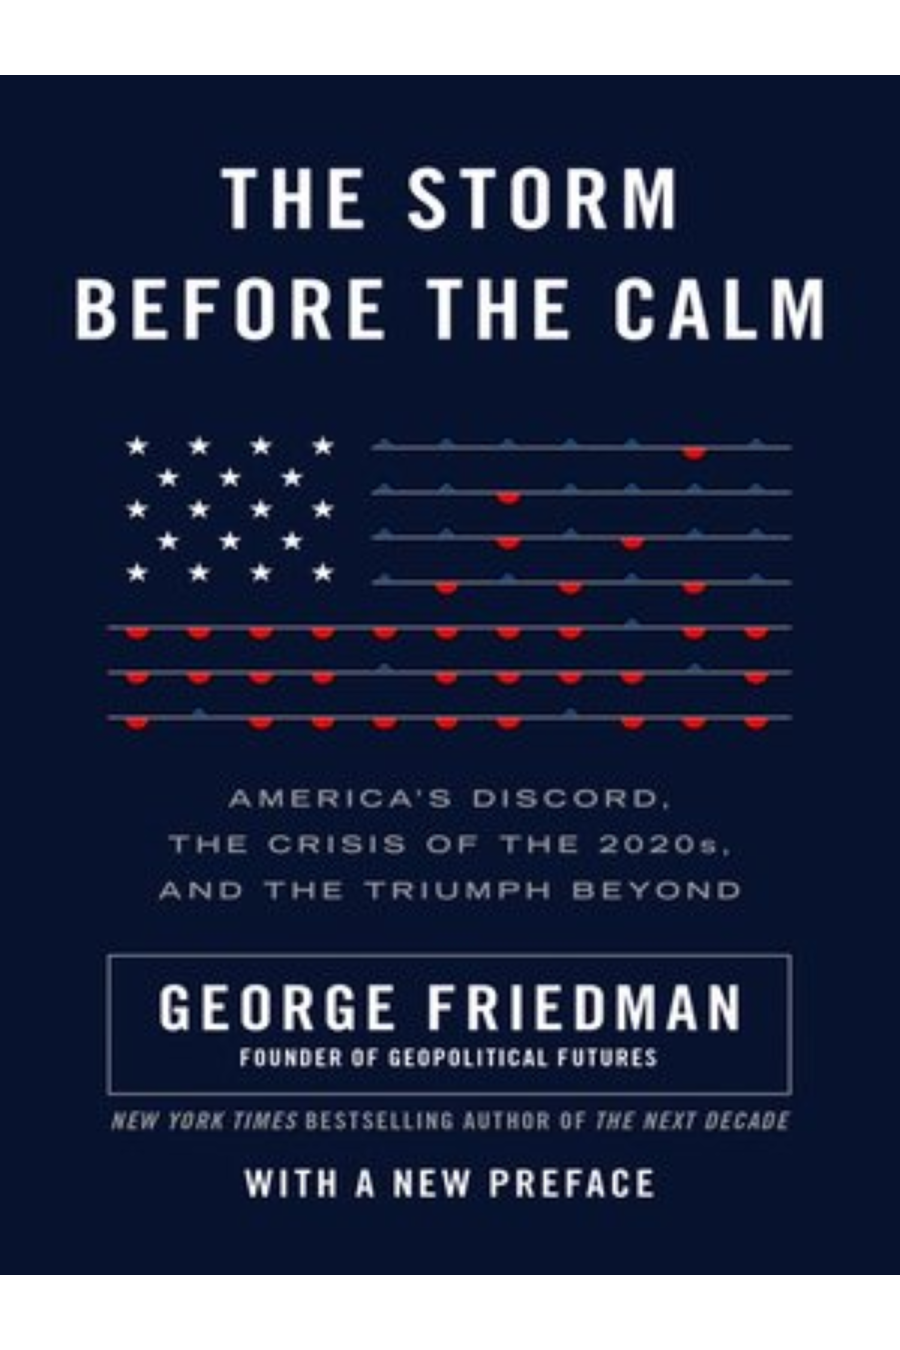 THE STORM
BEFORE THE CALM
AMERICA'S DISCORD,
THE CRISIS OF THE 2020s,
AND THE TRIUMPH BEYOND
GEORGE FRIEDMAN
FOUNDER OF GEOPOLITICAL FUTURES
NEW YORK TIMES BESTSELLING AUTHOR OF THE NEXT DECADE
WITH A NEW PREFACE